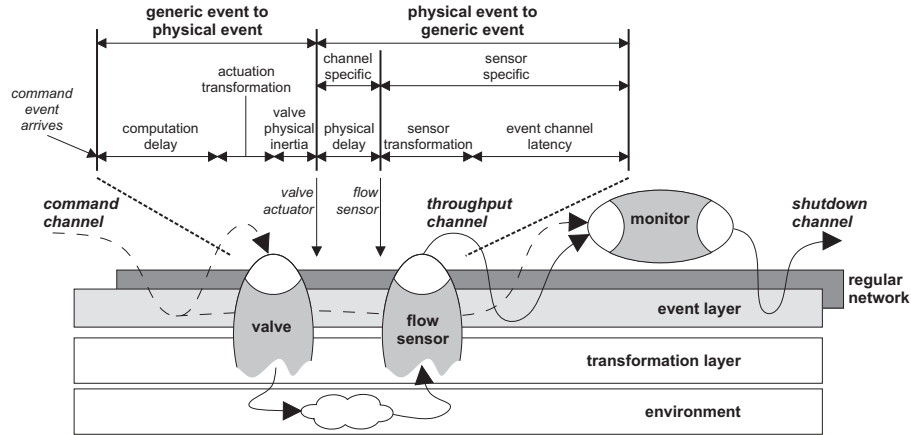 generic event to
physical event
physical event to
generic event
channel
specific
sensor
specific
actuation
transformation
command
event
arrives
computation
delay
valve
physical
inertia
physical
delay
sensor
transformation
event channel
latency
command
channel
valve
actuator
flow
sensor
throughput
channel
monitor
shutdown
channel
regular
network
event layer
valve
flow
sensor
transformation layer
environment